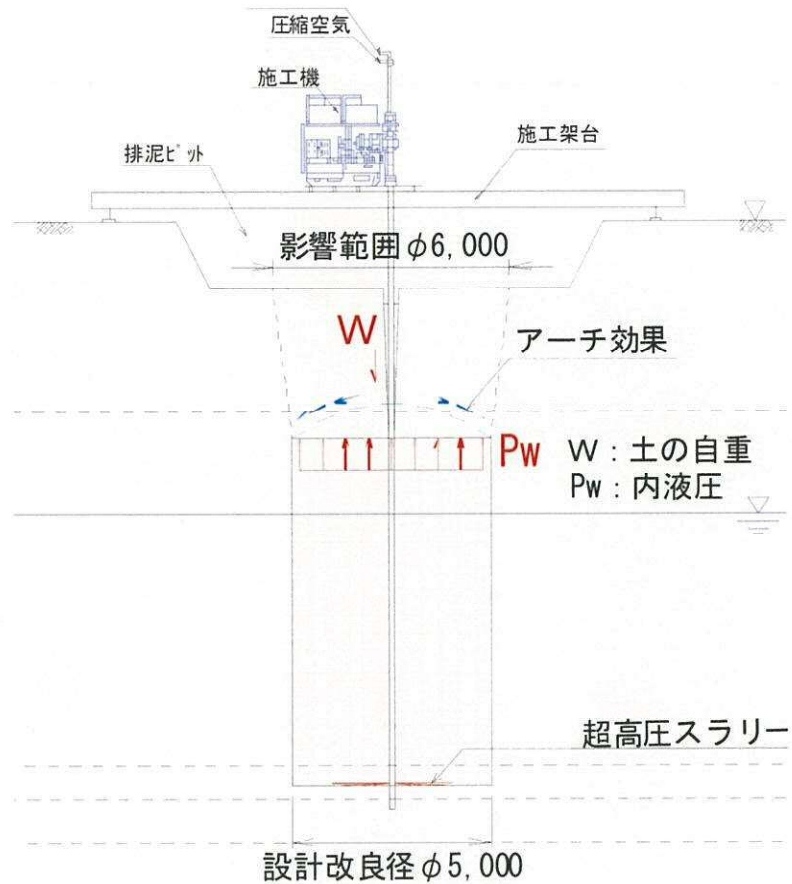 圧縮空気
施工機
施工架台
排泥ピット
影響範囲φ6,000
W
アーチ効果
Pw
W：土の自重
Pw：内液圧
超高圧スラリー
設計改良径φ5,000